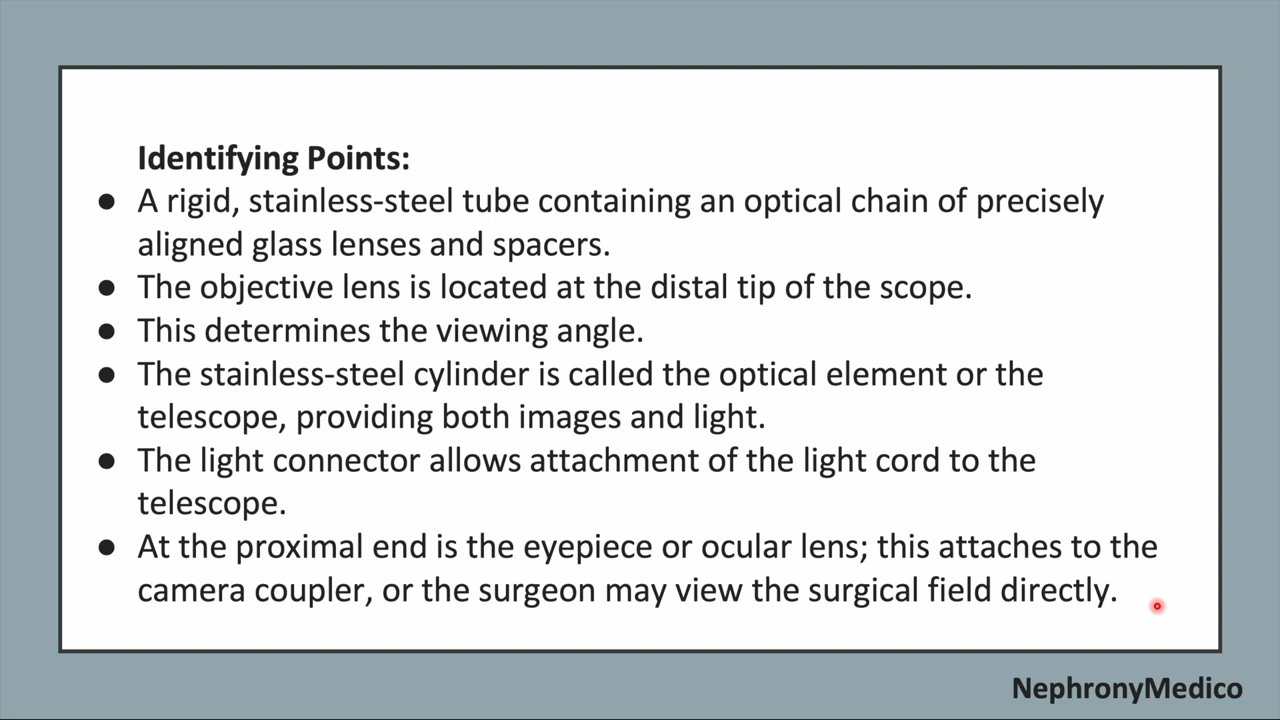 Identifying Points:
● A rigid, stainless-steel tube containing an optical chain of precisely
aligned glass lenses and spacers.
● The objective lens is located at the distal tip of the scope.
● This determines the viewing angle.
● The stainless-steel cylinder is called the optical element or the
telescope, providing both images and light.
● The light connector allows attachment of the light cord to the
telescope.
● At the proximal end is the eyepiece or ocular lens; this attaches to the
camera coupler, or the surgeon may view the surgical field directly.
NephronyMedico